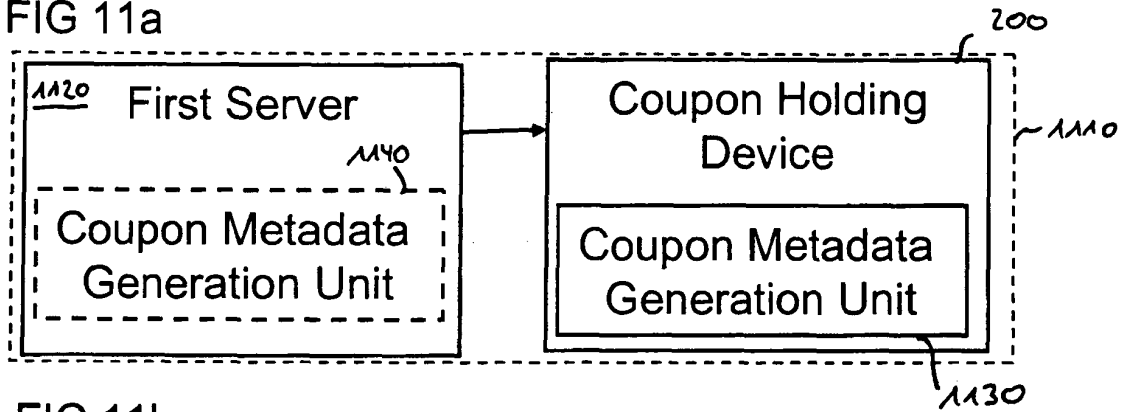 FIG 11a
200
1120 First Server
Coupon Holding
Device
1110
1140
Coupon Metadata
Generation Unit
Coupon Metadata
Generation Unit
1130